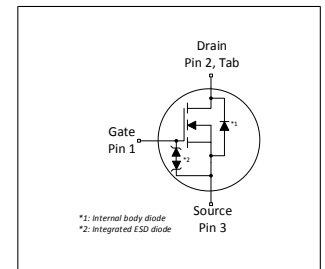 Drain
Pin 2, Tab
*1
Gate
Pin 1
*2
Source
Pin 3
*1: Internal body diode
*2: Integrated ESD diode